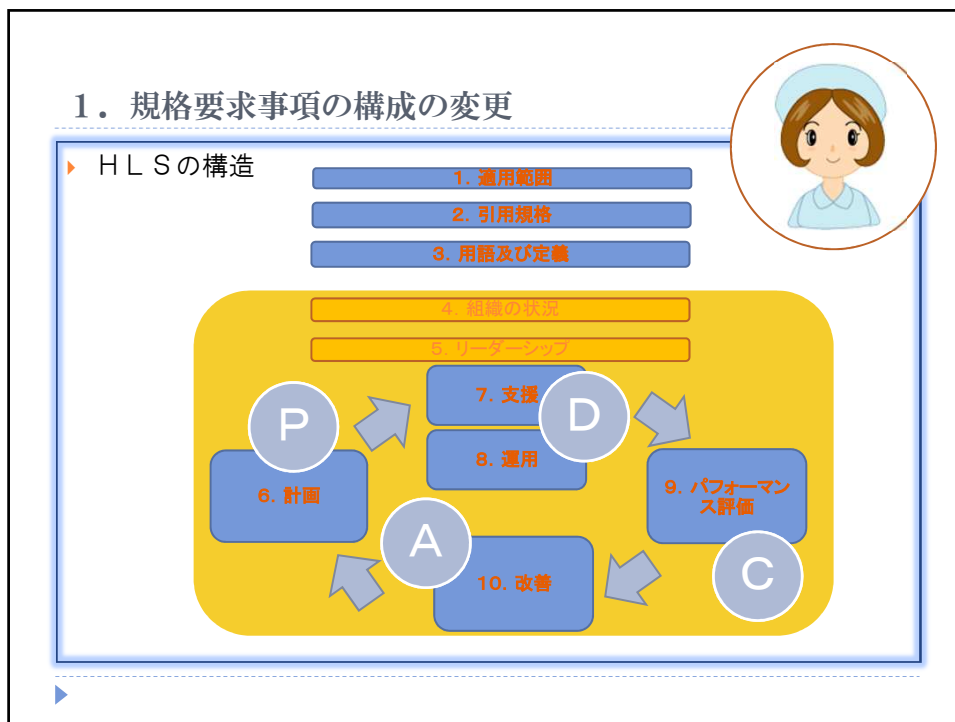 １．規格要求事項の構成の変更
ＨＬＳの構造
1. 適用範囲
2. 引用規格
3. 用語及び定義
4. 組織の状況
5. リーダーシップ
7. 支援
P
D
8. 運用
6. 計画
9. パフォーマン
ス評価
A
10. 改善
C